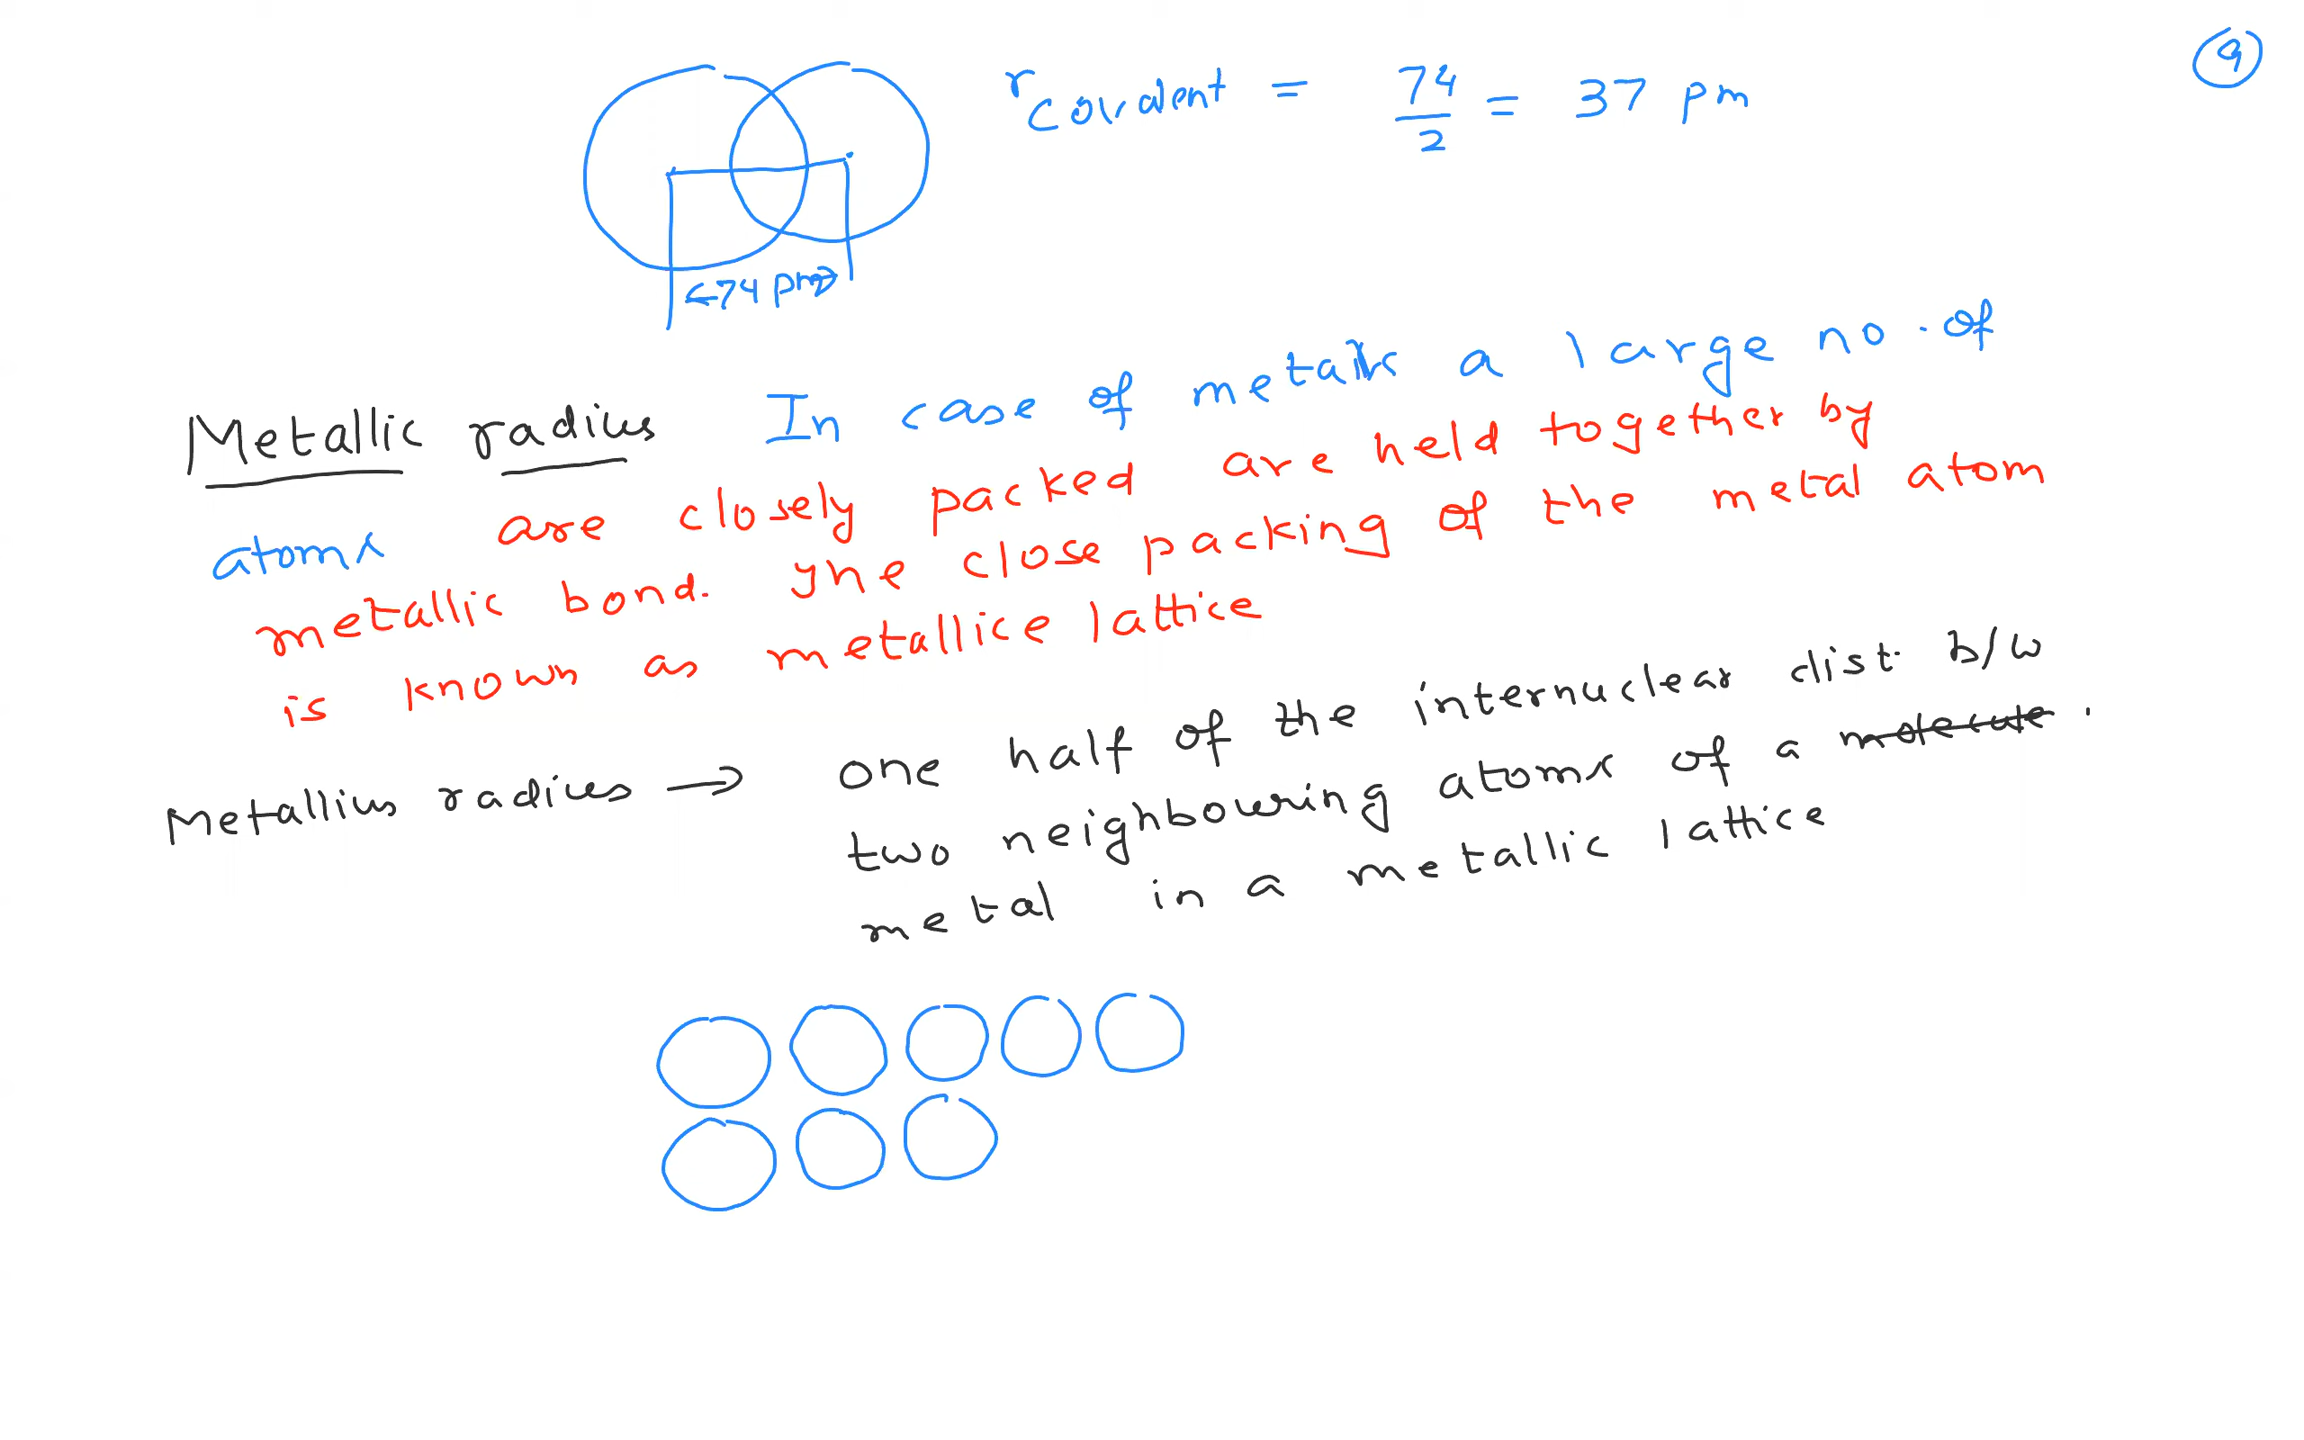 9
r covalent = 74/2 = 37 pm
←74 pm→
Metallic radius In case of metals a large no. of
atoms are closely packed are held together by
metallic bond. The close packing of the metal atom
is known as metallice lattice
Metallius radius → one half of the internuclear dist. b/w
two neighbouring atoms of a molecule.
metal in a metallic lattice